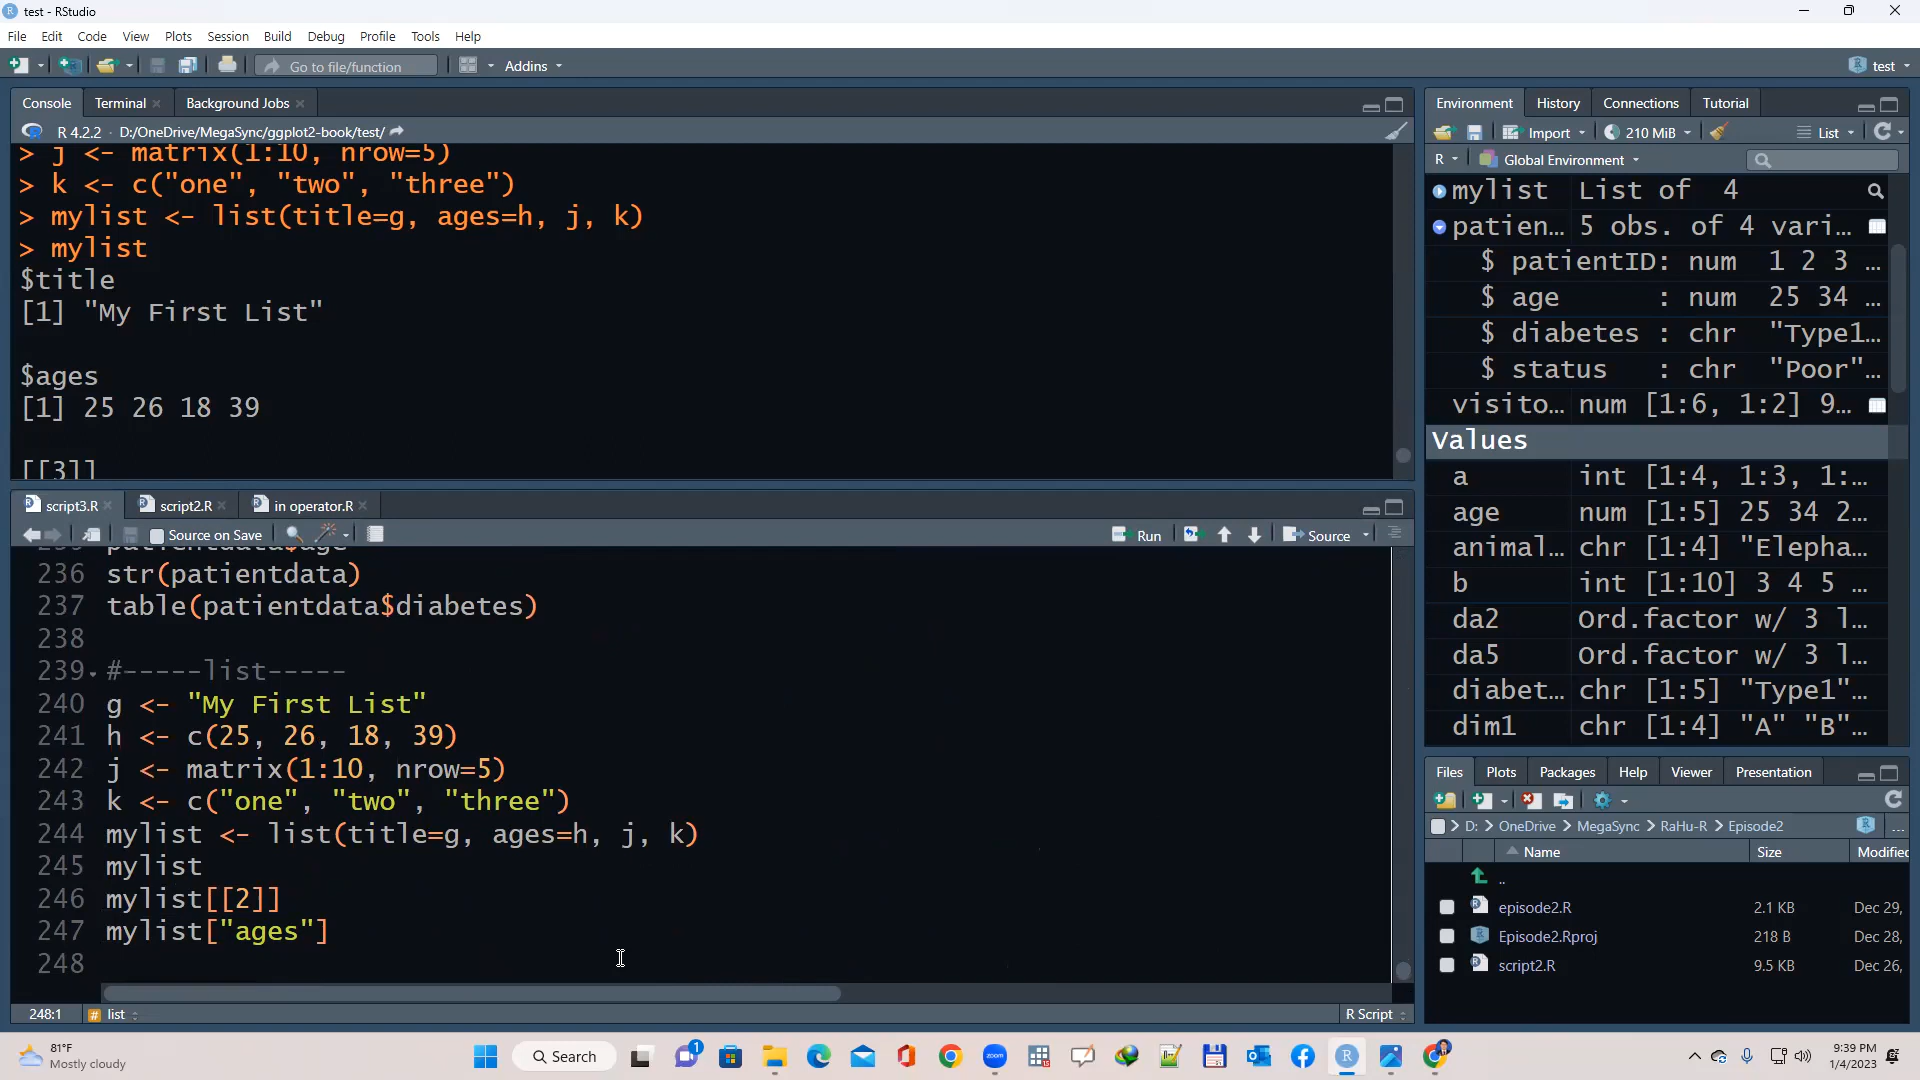 test - RStudio
File Edit Code View Plots Session Build Debug Profile Tools Help
Go to file/function Addins test
Console Terminal Background Jobs
R 4.2.2 · D:/OneDrive/MegaSync/ggplot2-book/test/
> j <- matrix(1:10, nrow=5)
> k <- c("one", "two", "three")
> mylist <- list(title=g, ages=h, j, k)
> mylist
$title
[1] "My First List"
$ages
[1] 25 26 18 39
[[3]]
script3.R script2.R in operator.R
Source on Save Run Source
patientdata$age
236 str(patientdata)
237 table(patientdata$diabetes)
238
239 #-----list-----
240 g <- "My First List"
241 h <- c(25, 26, 18, 39)
242 j <- matrix(1:10, nrow=5)
243 k <- c("one", "two", "three")
244 mylist <- list(title=g, ages=h, j, k)
245 mylist
246 mylist[[2]]
247 mylist["ages"]
248
248:1 # list R Script
Environment History Connections Tutorial
Import 210 MiB List
R Global Environment
mylist List of 4
patien… 5 obs. of 4 vari…
$ patientID: num 1 2 3 …
$ age : num 25 34 …
$ diabetes : chr "Type1…
$ status : chr "Poor"…
visito… num [1:6, 1:2] 9…
Values
a int [1:4, 1:3, 1:…
age num [1:5] 25 34 2…
animal… chr [1:4] "Elepha…
b int [1:10] 3 4 5 …
da2 Ord.factor w/ 3 l…
da5 Ord.factor w/ 3 l…
diabet… chr [1:5] "Type1"…
dim1 chr [1:4] "A" "B"…
Files Plots Packages Help Viewer Presentation
D: > OneDrive > MegaSync > RaHu-R > Episode2 ...
Name Size Modified
..
episode2.R 2.1 KB Dec 29,
Episode2.Rproj 218 B Dec 28,
script2.R 9.5 KB Dec 26,
81°F
Mostly cloudy
Search
1
zoom
9:39 PM
1/4/2023